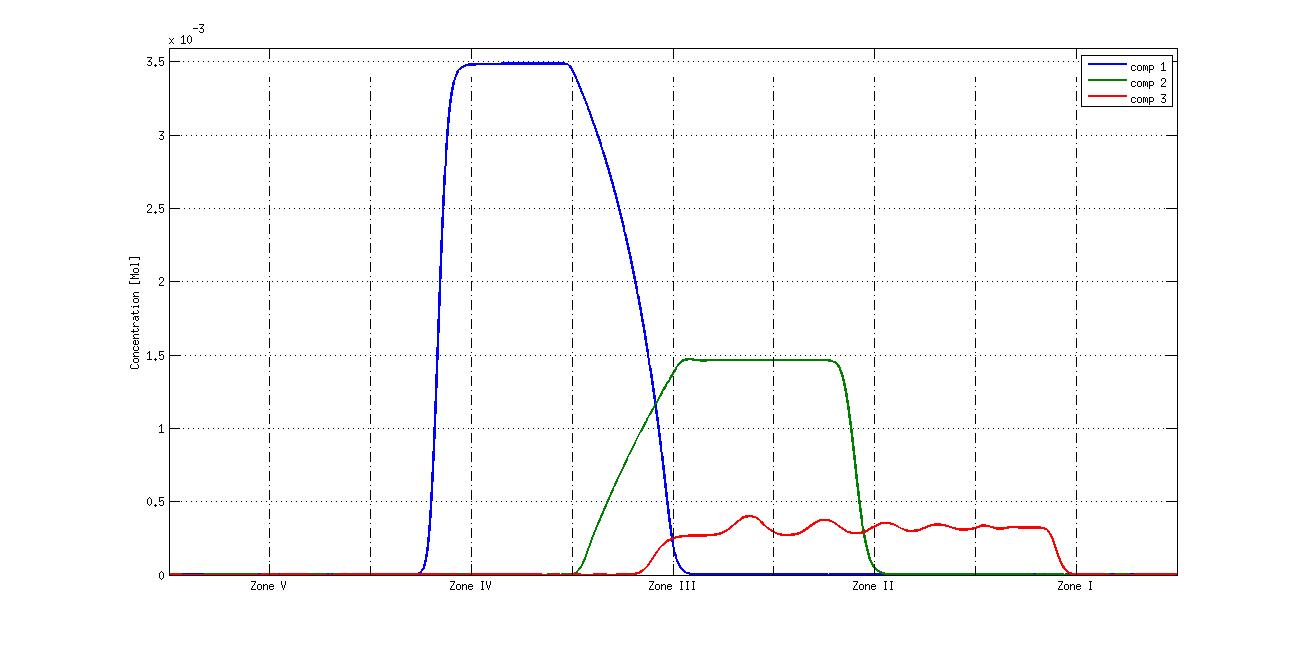 x 10^-3
3.5
3
2.5
2
1.5
1
0.5
0
Concentration [Mol]
Zone V Zone IV Zone III Zone II Zone I
comp 1
comp 2
comp 3